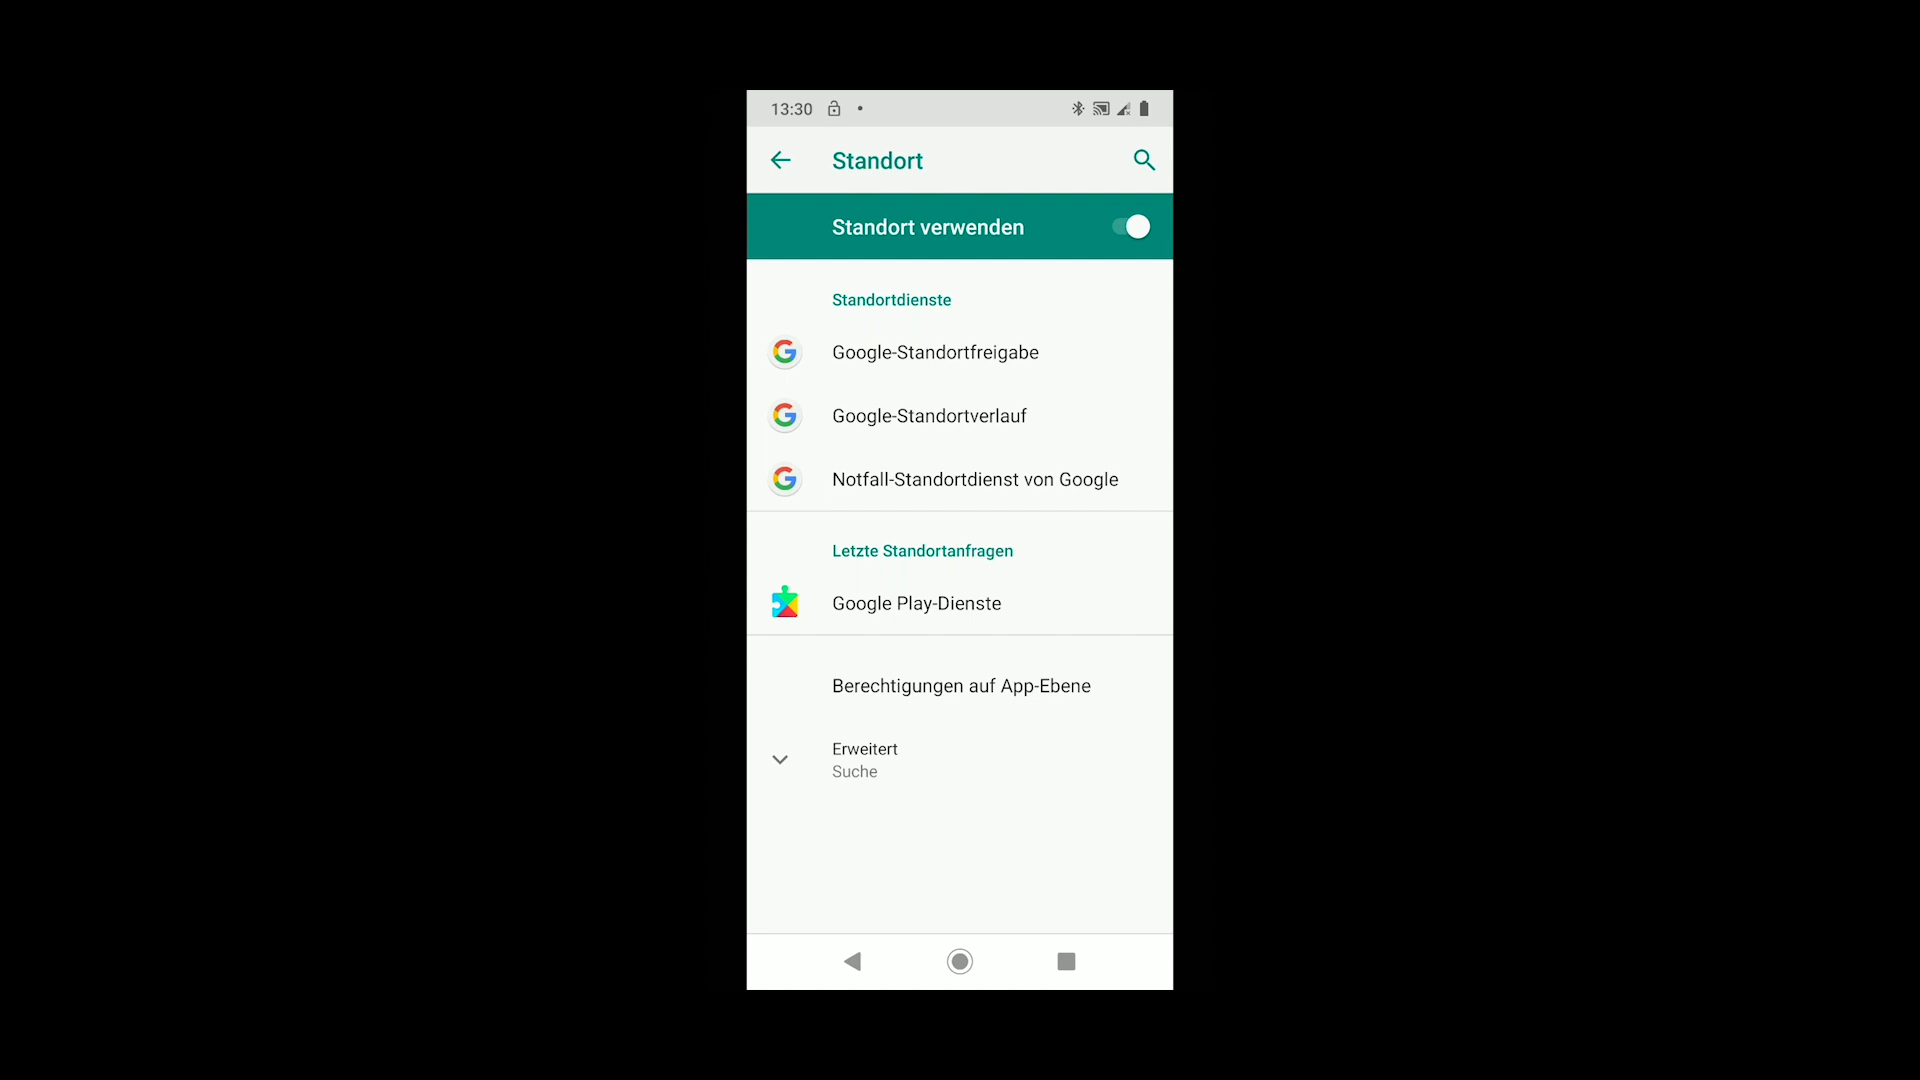 13:30
Standort
Standort verwenden
Standortdienste
Google-Standortfreigabe
Google-Standortverlauf
Notfall-Standortdienst von Google
Letzte Standortanfragen
Google Play-Dienste
Berechtigungen auf App-Ebene
Erweitert
Suche